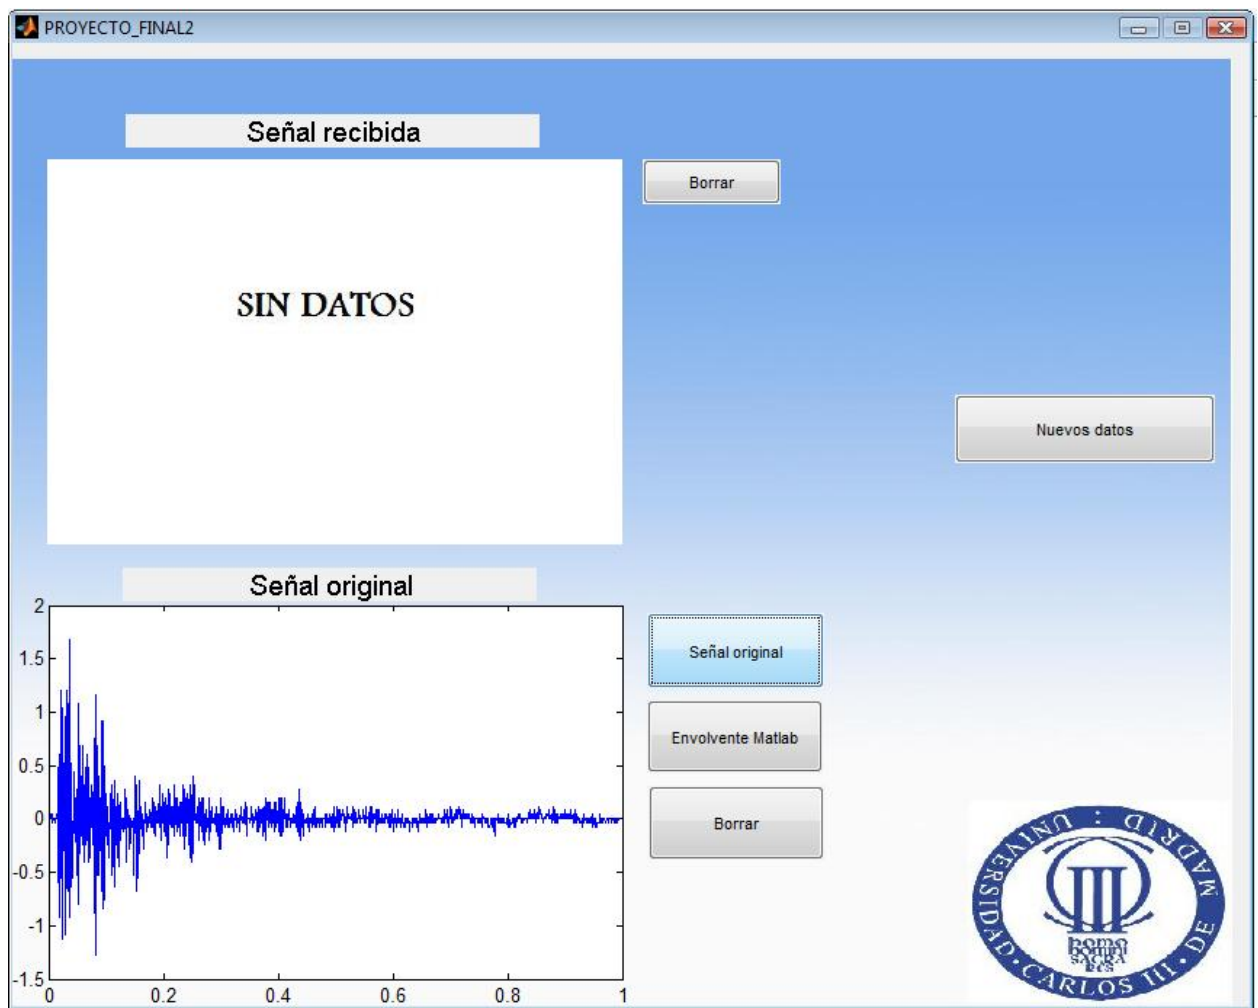 PROYECTO_FINAL2
Señal recibida
Borrar
SIN DATOS
Nuevos datos
Señal original
2
1.5
1
0.5
0
-0.5
-1
-1.5
0 0.2 0.4 0.6 0.8 1
Señal original
Envolvente Matlab
Borrar
UNIVERSIDAD · CARLOS III · DE MADRID :
homo
homini
SACRA
RES